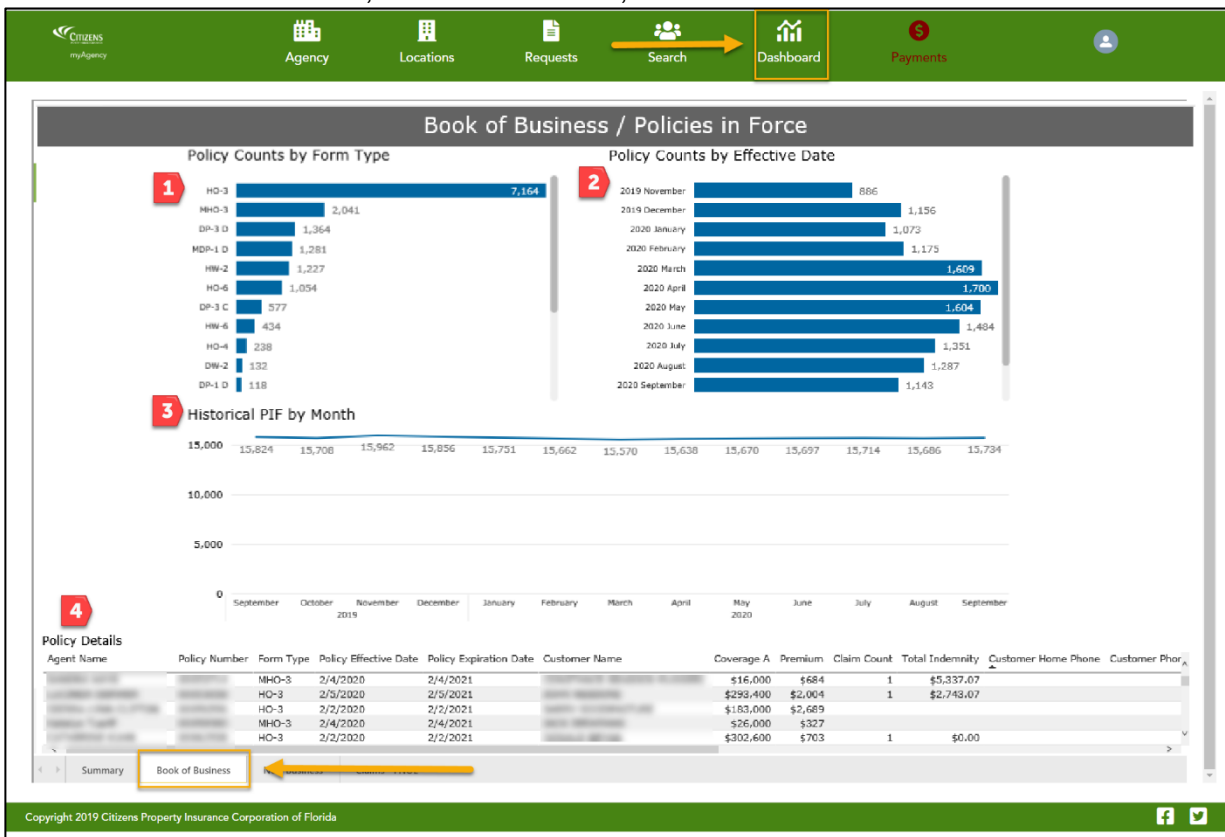 CITIZENS
myAgency
Agency
Locations
Requests
Search
Dashboard
Payments
Book of Business / Policies in Force
Policy Counts by Form Type
1
HO-3 7,164
MHO-3 2,041
DP-3 D 1,364
MDP-1 D 1,281
HW-2 1,227
HO-6 1,054
DP-3 C 577
HW-6 434
HO-4 238
DW-2 132
DP-1 D 118
Policy Counts by Effective Date
2
2019 November 886
2019 December 1,156
2020 January 1,073
2020 February 1,175
2020 March 1,609
2020 April 1,700
2020 May 1,604
2020 June 1,484
2020 July 1,351
2020 August 1,287
2020 September 1,143
3
Historical PIF by Month
15,000
15,824 15,708 15,962 15,856 15,751 15,662 15,570 15,638 15,670 15,697 15,714 15,686 15,734
10,000
5,000
0
September October November December January February March April May June July August September
2019 2020
4
Policy Details
Agent Name Policy Number Form Type Policy Effective Date Policy Expiration Date Customer Name Coverage A Premium Claim Count Total Indemnity Customer Home Phone Customer Phor
MHO-3 2/4/2020 2/4/2021 $16,000 $684 1 $5,337.07
HO-3 2/5/2020 2/5/2021 $293,400 $2,004 1 $2,743.07
HO-3 2/2/2020 2/2/2021 $183,000 $2,689
MHO-3 2/4/2020 2/4/2021 $26,000 $327
HO-3 2/2/2020 2/2/2021 $302,600 $703 1 $0.00
Summary
Book of Business
Copyright 2019 Citizens Property Insurance Corporation of Florida